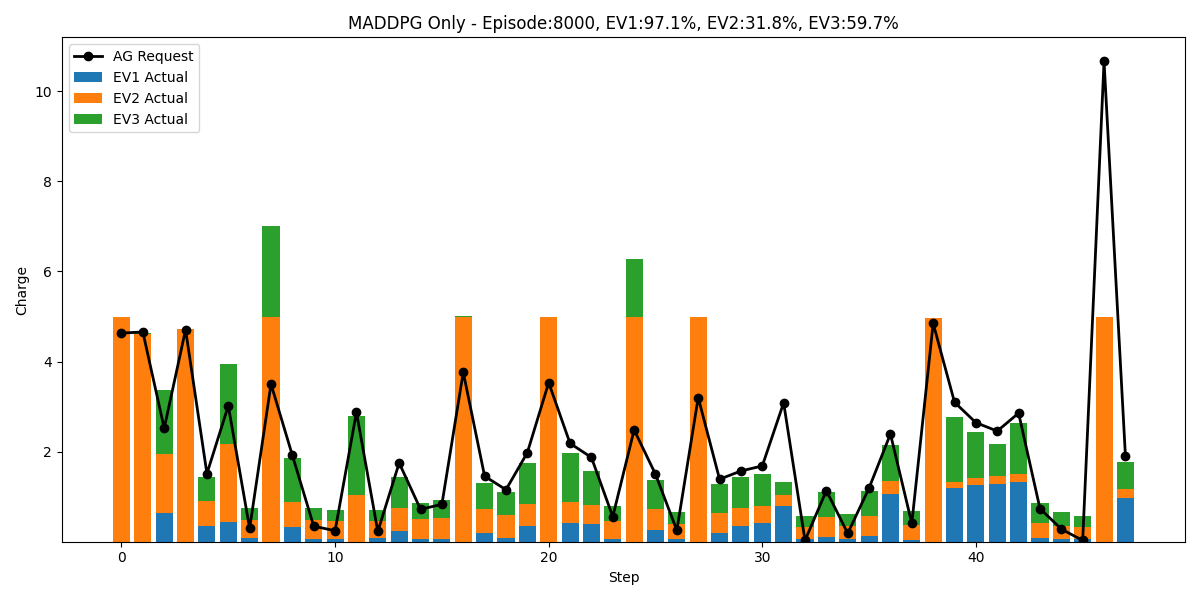 MADDPG Only - Episode:8000, EV1:97.1%, EV2:31.8%, EV3:59.7%
AG Request
EV1 Actual
EV2 Actual
EV3 Actual
10
8
6
4
2
Charge
0 10 20 30 40
Step